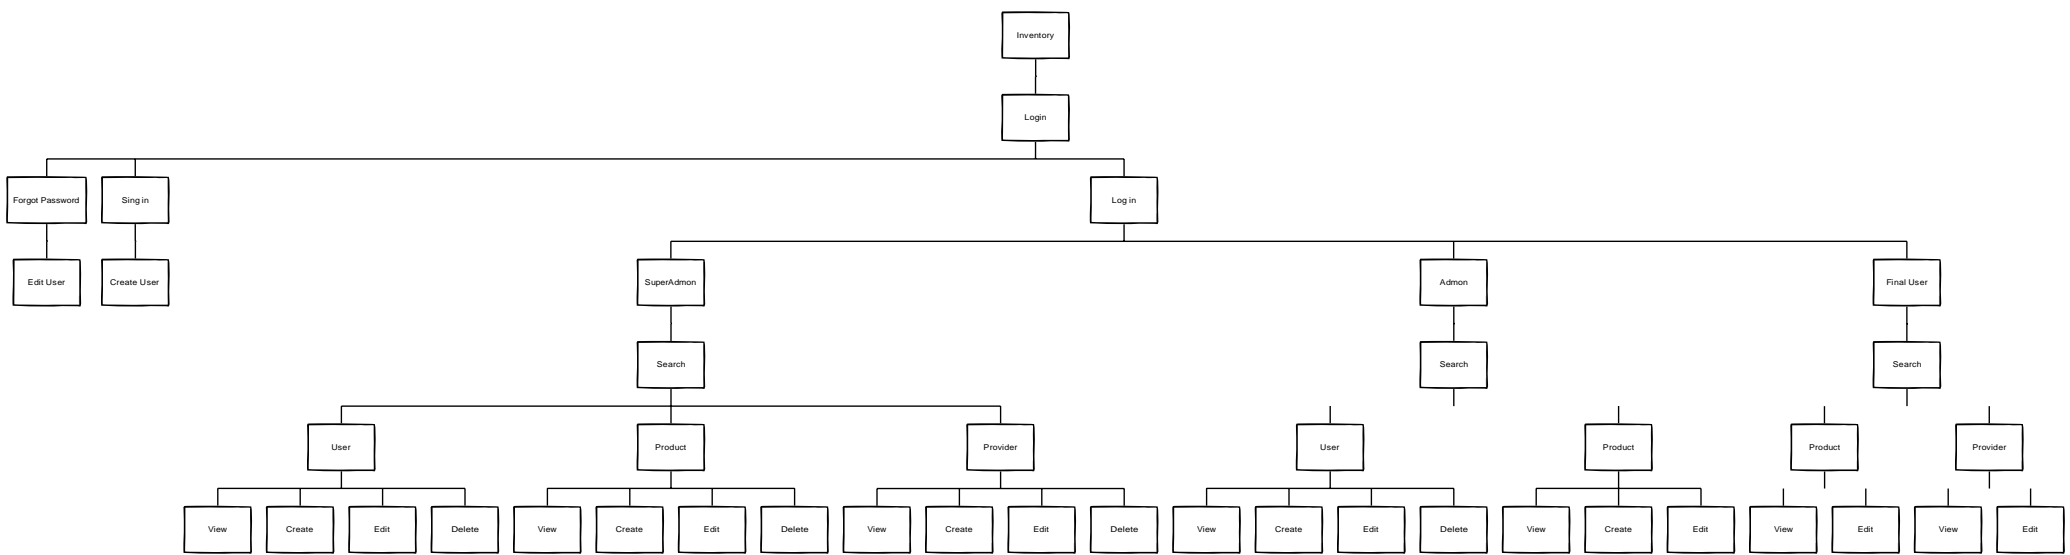 Inventory
Login
Forgot Password
Sing in
Log in
Edit User
Create User
SuperAdmon
Admon
Final User
Search
Search
Search
User
Product
Provider
User
Product
Product
Provider
View
Create
Edit
Delete
View
Create
Edit
Delete
View
Create
Edit
Delete
View
Create
Edit
Delete
View
Create
Edit
View
Edit
View
Edit